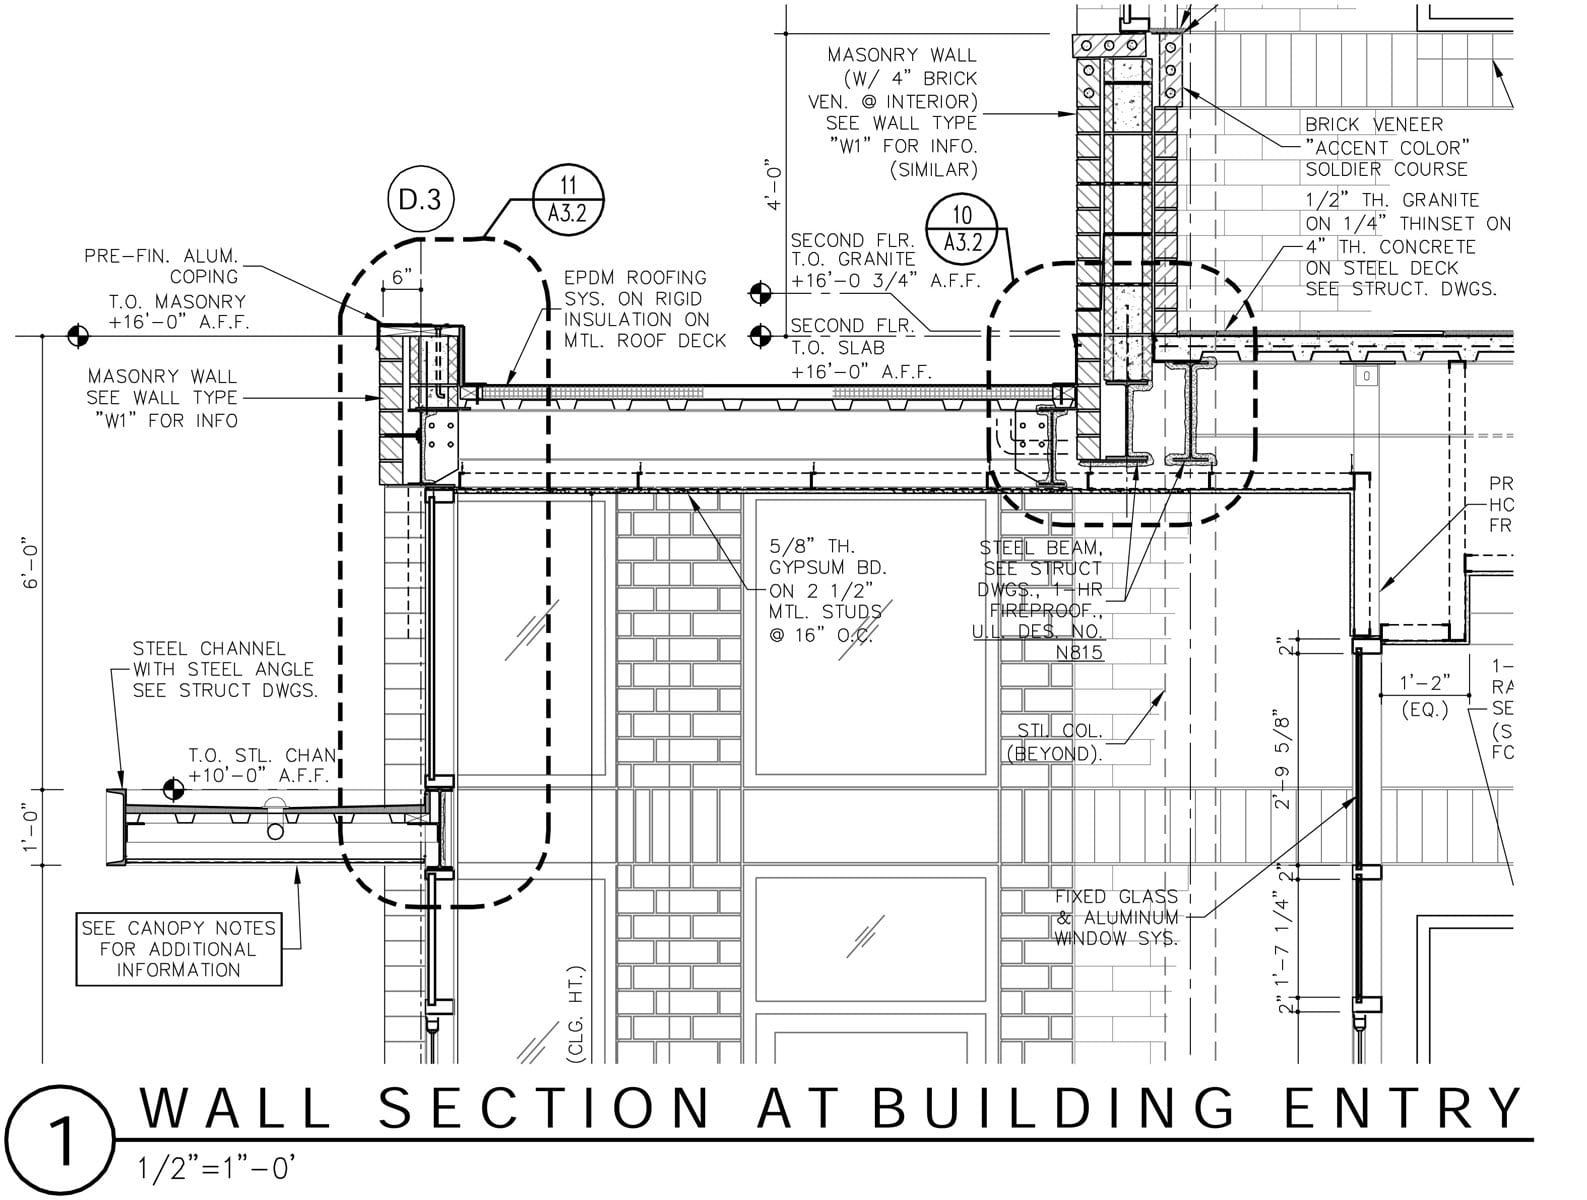 MASONRY WALL
(W/ 4" BRICK
VEN. @ INTERIOR)
SEE WALL TYPE
"W1" FOR INFO.
(SIMILAR)
4'-0"
BRICK VENEER
"ACCENT COLOR"
SOLDIER COURSE
1/2" TH. GRANITE
ON 1/4" THINSET ON
4" TH. CONCRETE
ON STEEL DECK
SEE STRUCT. DWGS.
D.3
11
A3.2
10
A3.2
PRE-FIN. ALUM.
COPING
T.O. MASONRY
+16'-0" A.F.F.
6"
EPDM ROOFING
SYS. ON RIGID
INSULATION ON
MTL. ROOF DECK
SECOND FLR.
T.O. GRANITE
+16'-0 3/4" A.F.F.
SECOND FLR.
T.O. SLAB
+16'-0" A.F.F.
MASONRY WALL
SEE WALL TYPE
"W1" FOR INFO
6'-0"
5/8" TH.
GYPSUM BD.
ON 2 1/2"
MTL. STUDS
@ 16" O.C.
STEEL BEAM,
SEE STRUCT
DWGS., 1-HR
FIREPROOF.,
U.L. DES. NO.
N815
PR
HO
FR
STEEL CHANNEL
WITH STEEL ANGLE
SEE STRUCT DWGS.
T.O. STL. CHAN
+10'-0" A.F.F.
1'-0"
STL. COL.
(BEYOND).
2"
2'-9 5/8"
2"
1'-7 1/4"
2"
1'-2"
(EQ.)
1-
RA
SE
(S
FO
SEE CANOPY NOTES
FOR ADDITIONAL
INFORMATION
FIXED GLASS
& ALUMINUM
WINDOW SYS.
(CLG. HT.)
1
WALL SECTION AT BUILDING ENTRY
1/2"=1"-0'